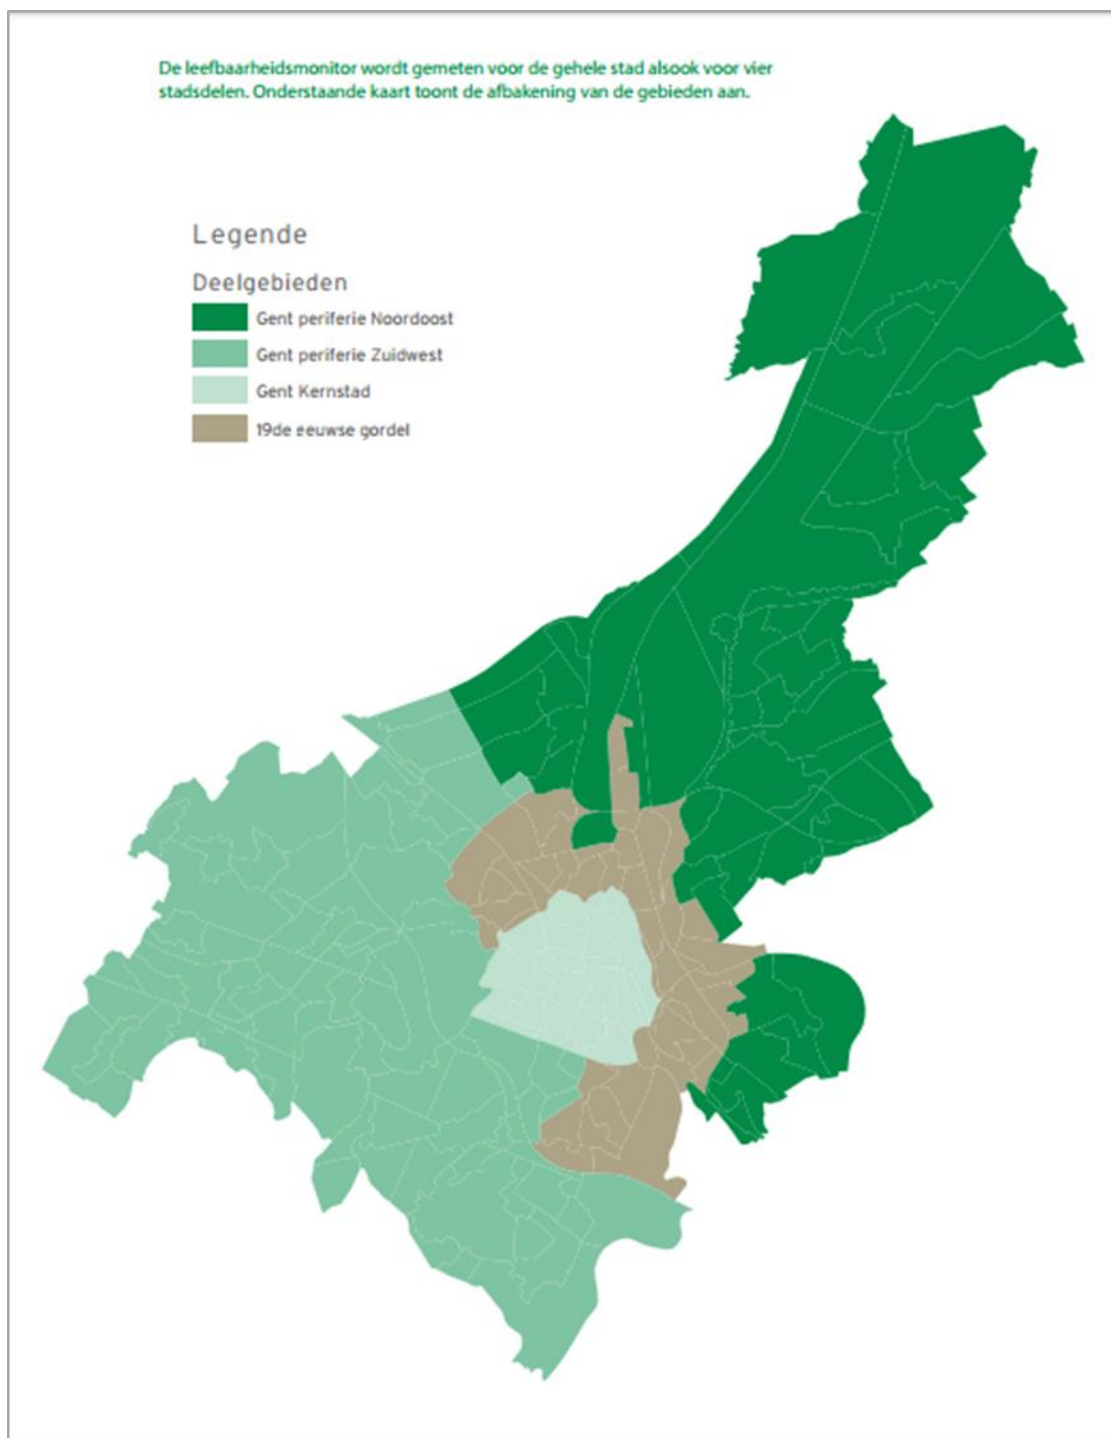 De leefbaarheidsmonitor wordt gemeten voor de gehele stad alsook voor vier
stadsdelen. Onderstaande kaart toont de afbakening van de gebieden aan.
Legende
Deelgebieden
Gent periferie Noordoost
Gent periferie Zuidwest
Gent Kernstad
19de eeuwse gordel